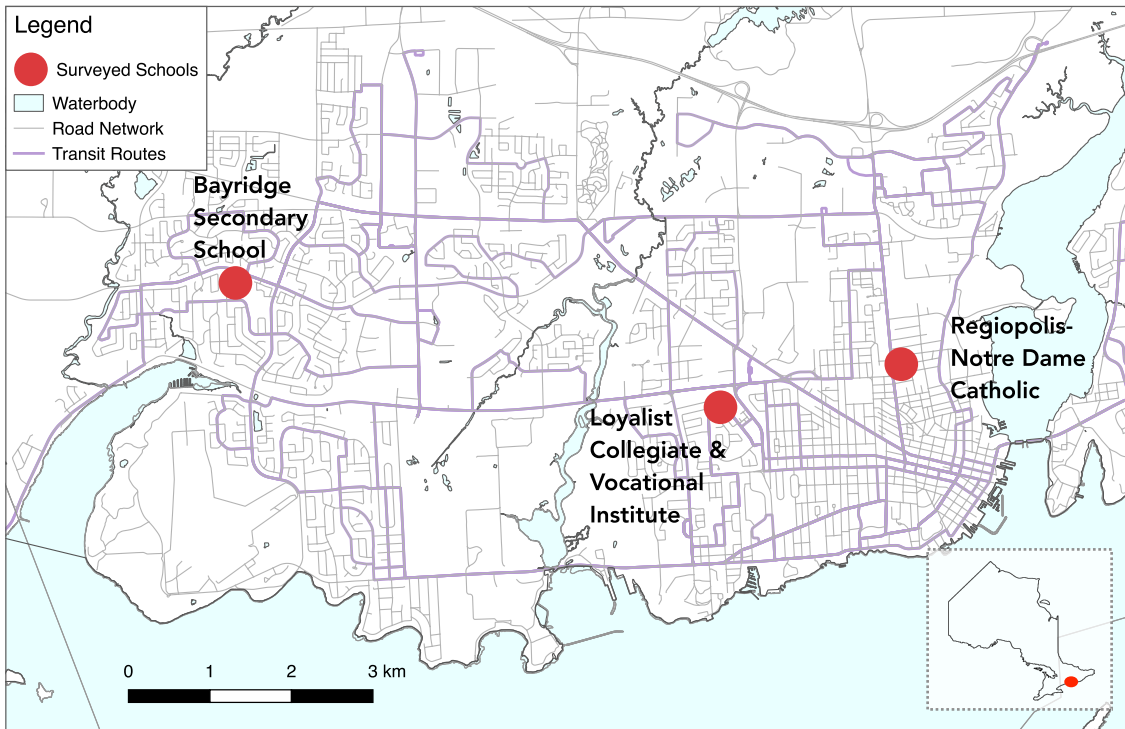 Legend
Surveyed Schools
Waterbody
Road Network
Transit Routes
Bayridge
Secondary
School
Regiopolis-
Notre Dame
Catholic
Loyalist
Collegiate &
Vocational
Institute
0 1 2 3 km